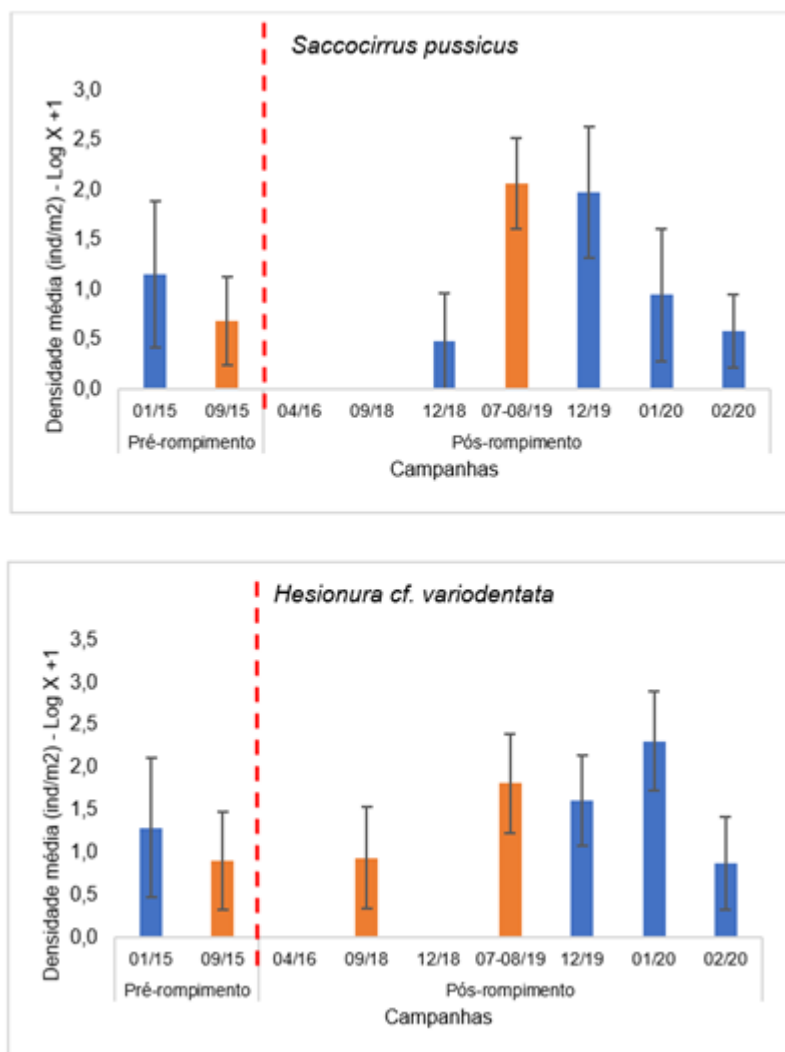 Saccocirrus pussicus
Densidade média (ind/m2) - Log X +1
3,0
2,5
2,0
1,5
1,0
0,5
0,0
01/15 09/15 04/16 09/18 12/18 07-08/19 12/19 01/20 02/20
Pré-rompimento Pós-rompimento
Campanhas
Hesionura cf. variodentata
Densidade média (ind/m2) - Log X +1
3,5
3,0
2,5
2,0
1,5
1,0
0,5
0,0
01/15 09/15 04/16 09/18 12/18 07-08/19 12/19 01/20 02/20
Pré-rompimento Pós-rompimento
Campanhas